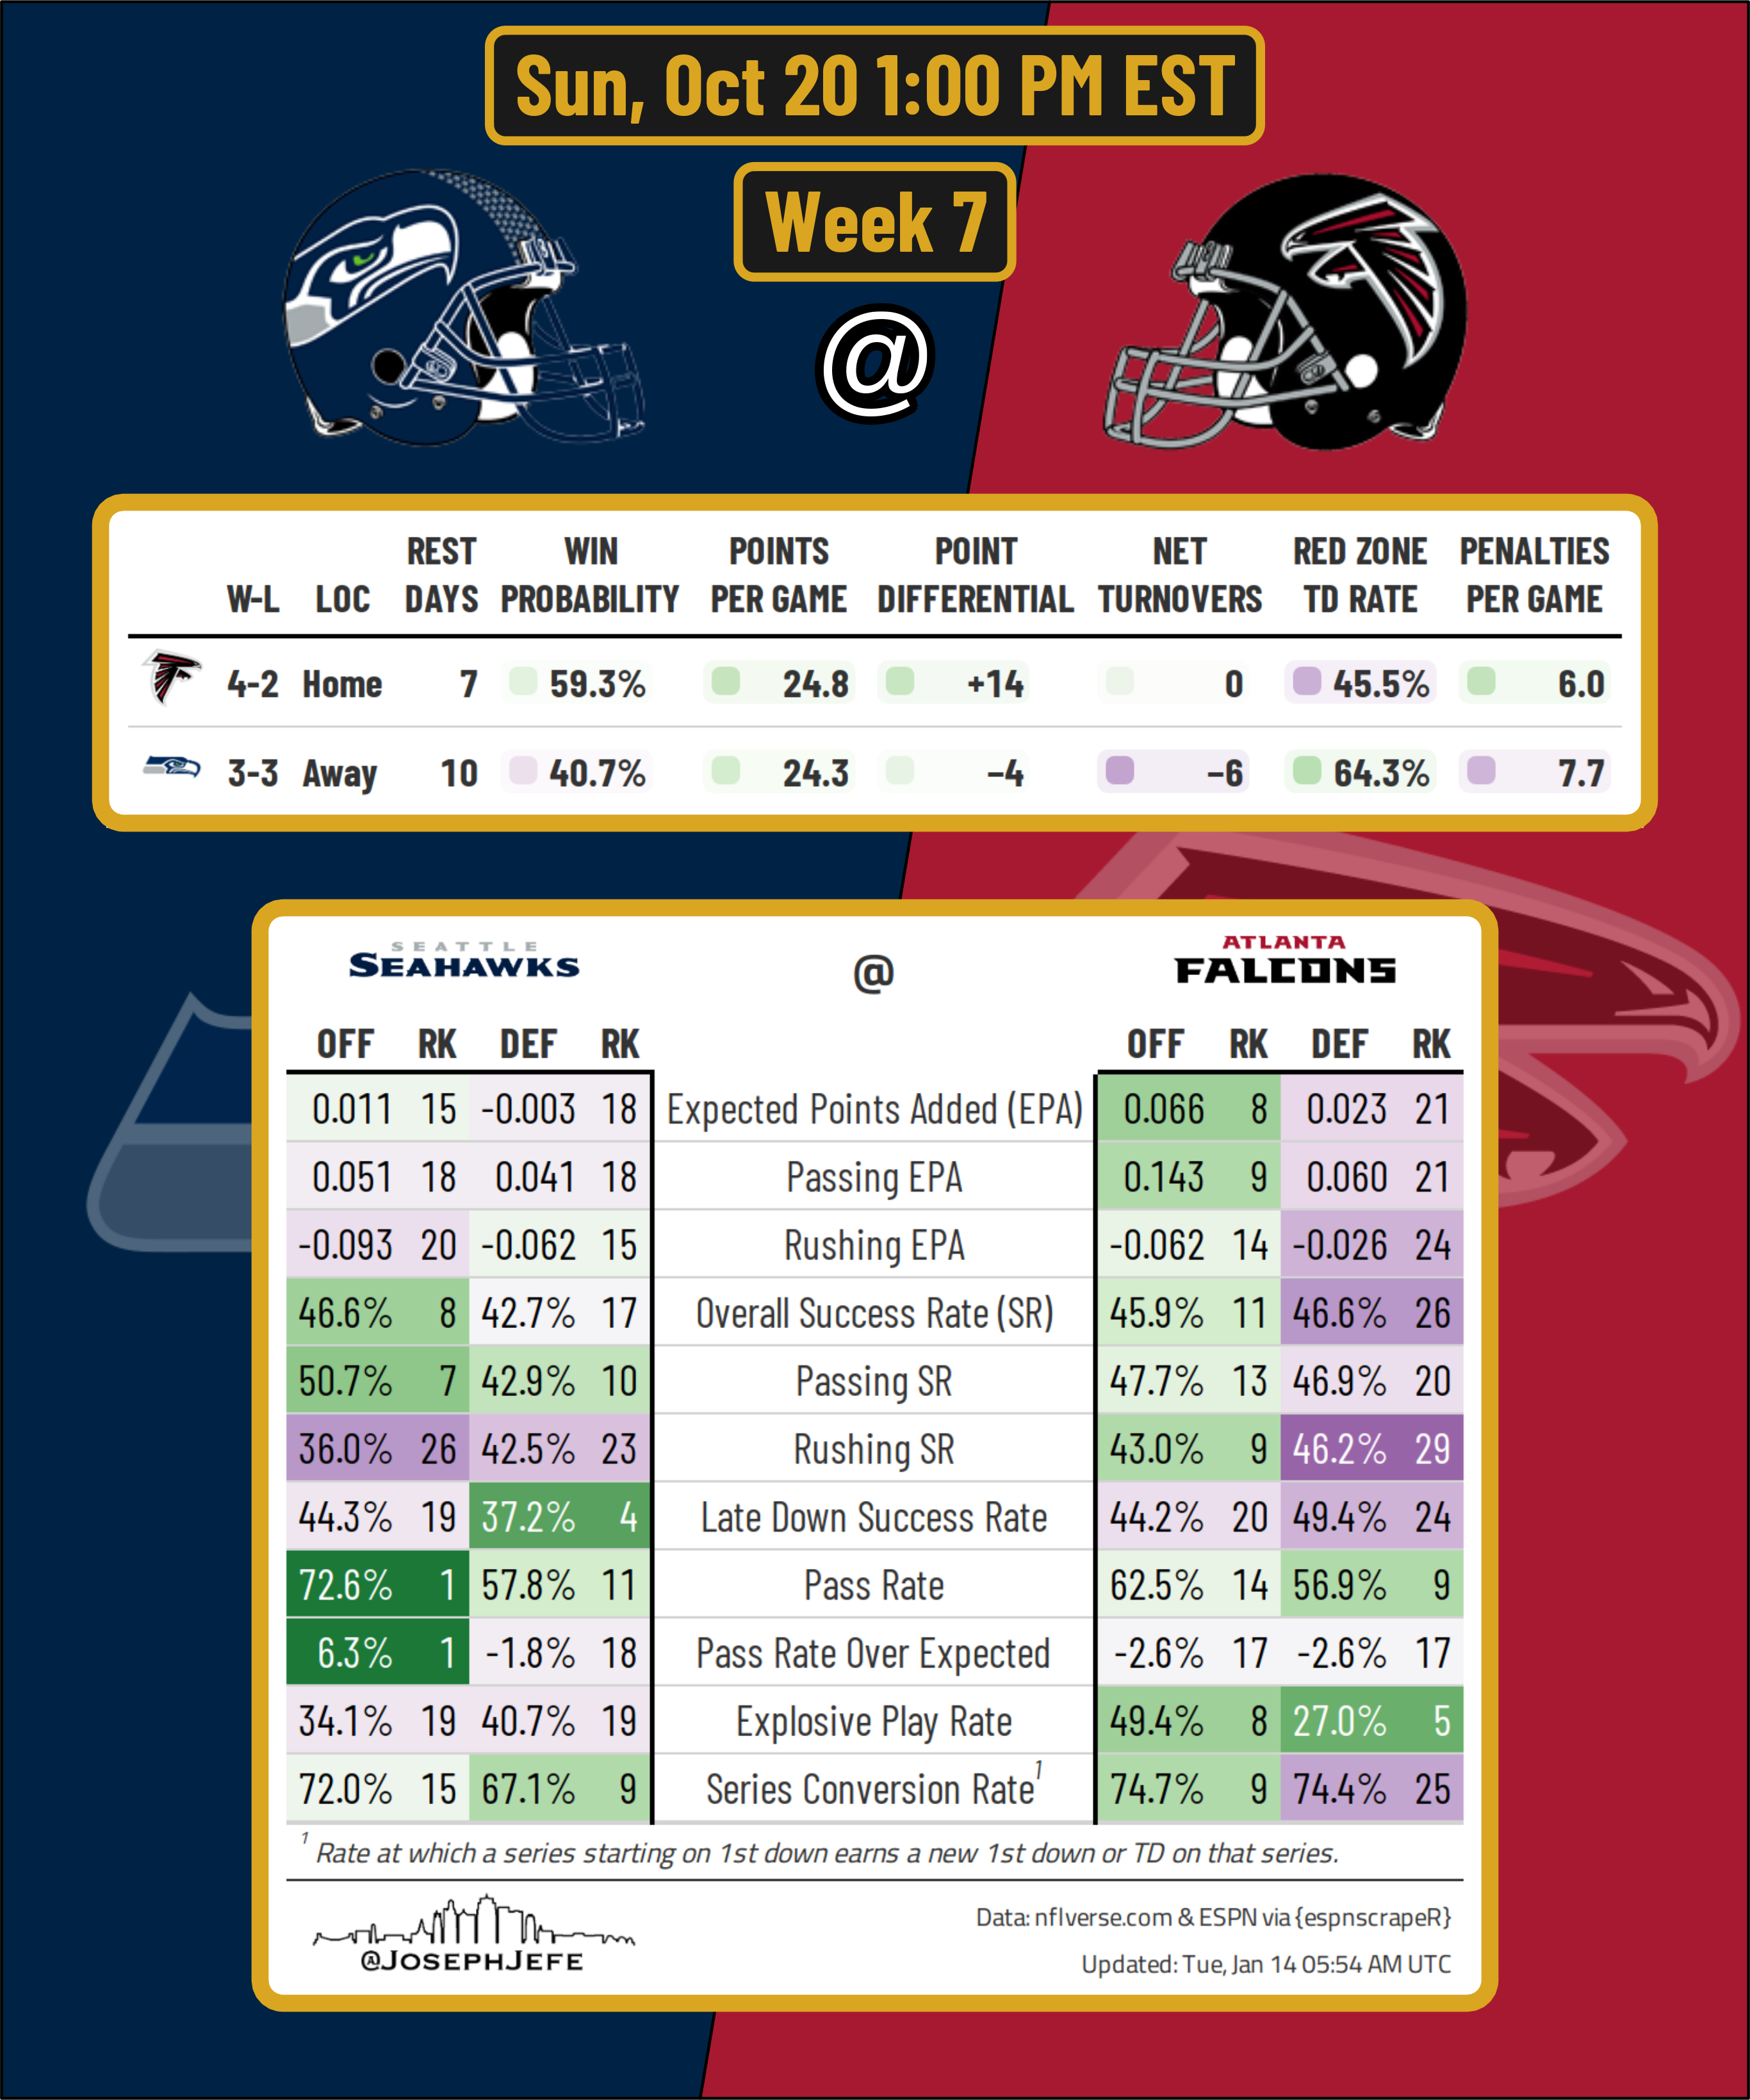 Sun, Oct 20 1:00 PM EST
Week 7
@
REST WIN POINTS POINT NET RED ZONE PENALTIES
W-L LOC DAYS PROBABILITY PER GAME DIFFERENTIAL TURNOVERS TD RATE PER GAME
4-2 Home 7 59.3% 24.8 +14 0 45.5% 6.0
3-3 Away 10 40.7% 24.3 −4 −6 64.3% 7.7
SEATTLE ATLANTA
SEAHAWKS @ FALCONS
OFF RK DEF RK OFF RK DEF RK
0.011 15 -0.003 18 Expected Points Added (EPA) 0.066 8 0.023 21
0.051 18 0.041 18 Passing EPA 0.143 9 0.060 21
-0.093 20 -0.062 15 Rushing EPA -0.062 14 -0.026 24
46.6% 8 42.7% 17 Overall Success Rate (SR) 45.9% 11 46.6% 26
50.7% 7 42.9% 10 Passing SR 47.7% 13 46.9% 20
36.0% 26 42.5% 23 Rushing SR 43.0% 9 46.2% 29
44.3% 19 37.2% 4 Late Down Success Rate 44.2% 20 49.4% 24
72.6% 1 57.8% 11 Pass Rate 62.5% 14 56.9% 9
6.3% 1 -1.8% 18 Pass Rate Over Expected -2.6% 17 -2.6% 17
34.1% 19 40.7% 19 Explosive Play Rate 49.4% 8 27.0% 5
72.0% 15 67.1% 9 Series Conversion Rate1 74.7% 9 74.4% 25
1 Rate at which a series starting on 1st down earns a new 1st down or TD on that series.
Data: nflverse.com & ESPN via {espnscrapeR}
@JOSEPHJEFE
Updated: Tue, Jan 14 05:54 AM UTC